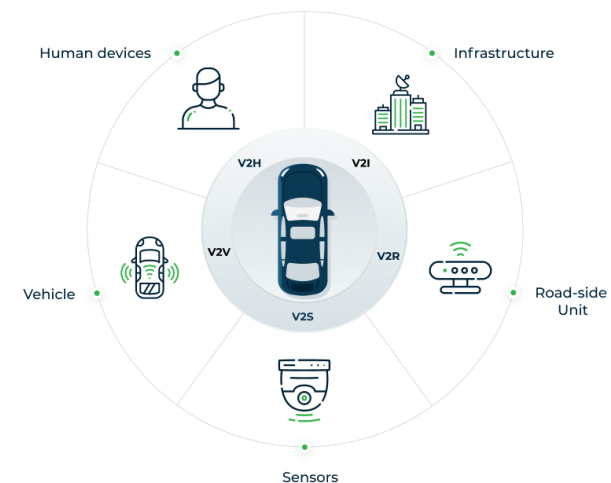 Human devices
Infrastructure
V2H
V2I
V2V
V2R
Vehicle
Road-side
Unit
V2S
Sensors